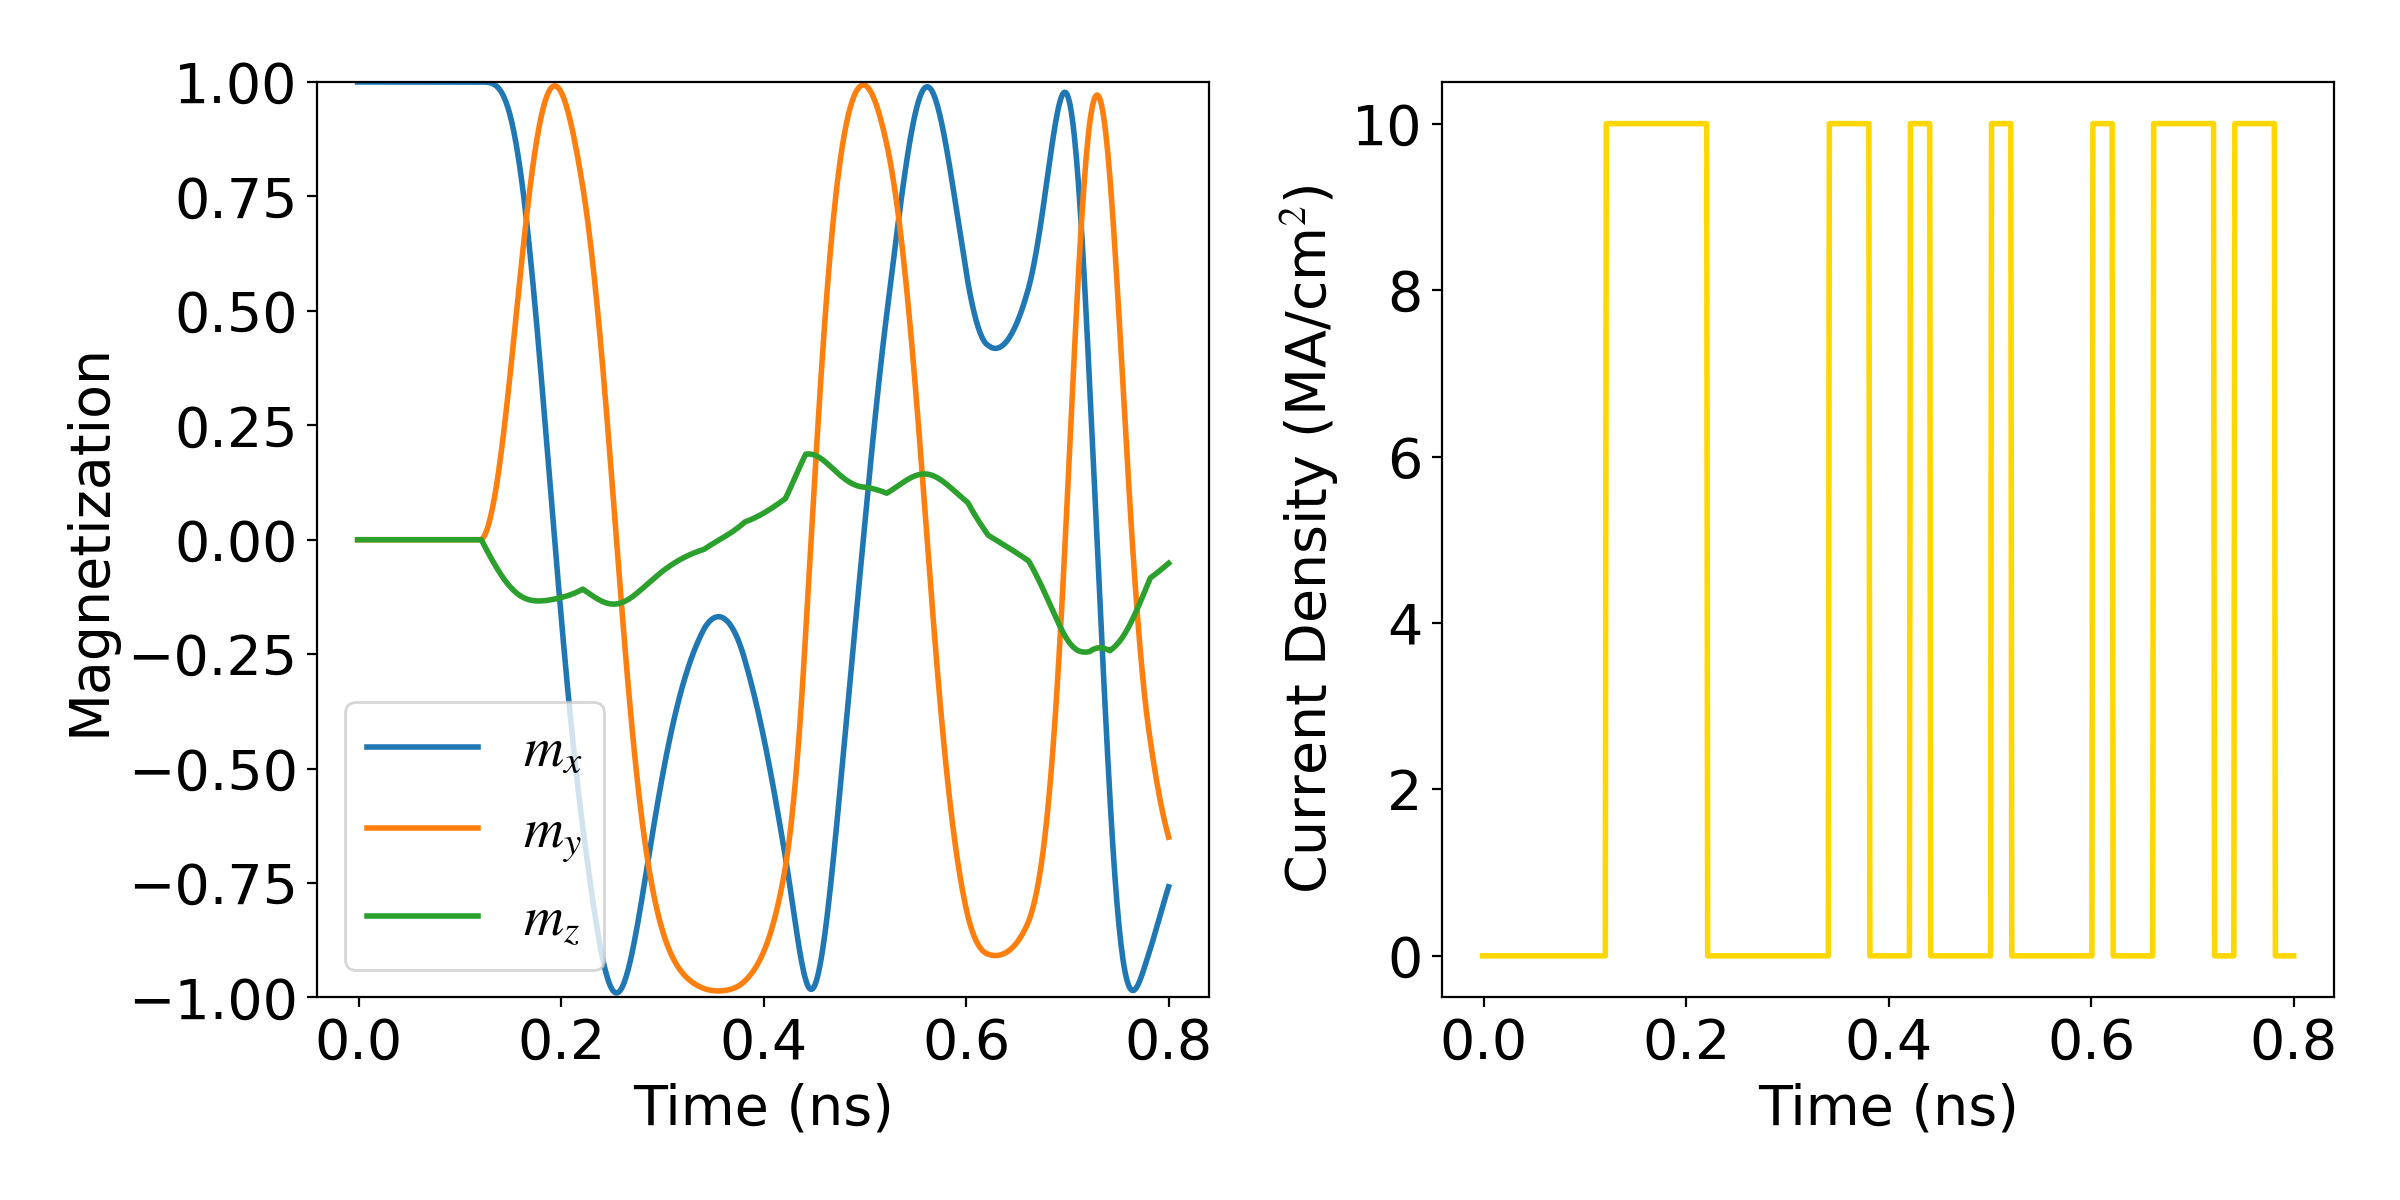 1.00
0.75
0.50
0.25
0.00
−0.25
−0.50
−0.75
−1.00
Magnetization
m_x
m_y
m_z
0.0 0.2 0.4 0.6 0.8
Time (ns)
10
8
6
4
2
0
Current Density (MA/cm²)
0.0 0.2 0.4 0.6 0.8
Time (ns)